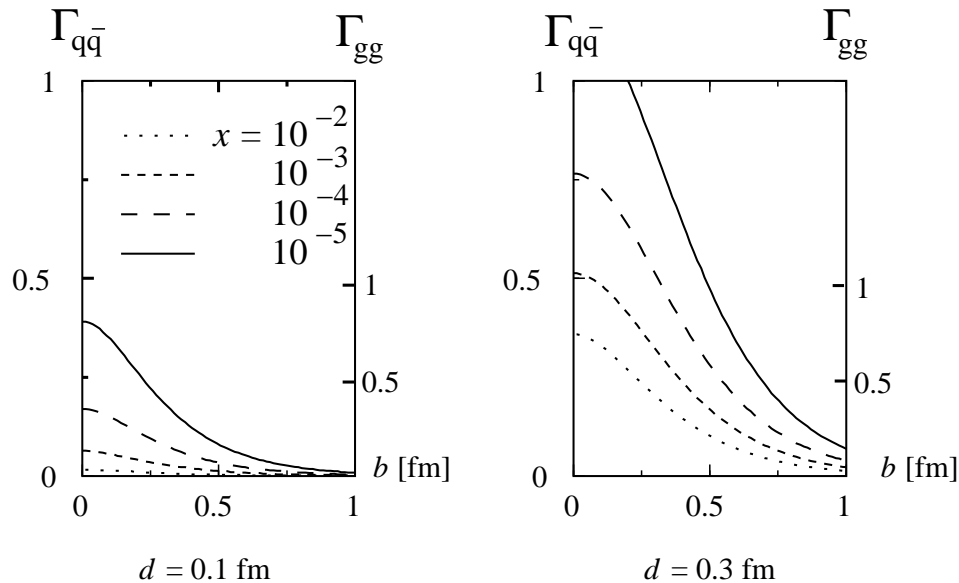 Γqq̄ Γgg Γqq̄ Γgg
1 1
x = 10⁻²
10⁻³
10⁻⁴
10⁻⁵
0.5 1 0.5 1
0.5 0.5
0 b [fm] 0 b [fm]
0 0.5 1 0 0.5 1
d = 0.1 fm d = 0.3 fm